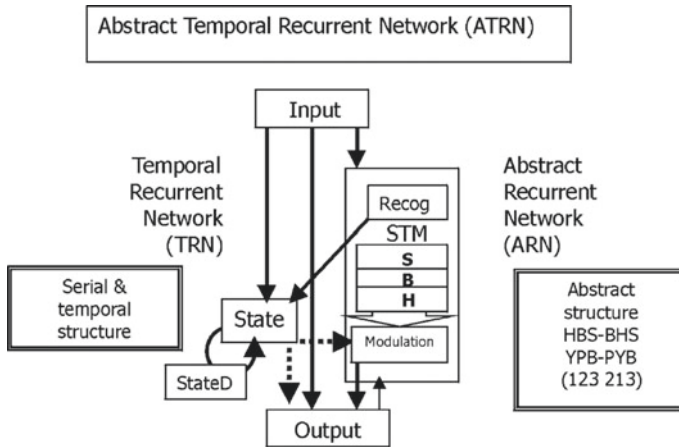 Abstract Temporal Recurrent Network (ATRN)
Input
Temporal
Recurrent
Network
(TRN)
Abstract
Recurrent
Network
(ARN)
Recog
STM
S
B
H
Serial &
temporal
structure
State
Modulation
StateD
Abstract
structure
HBS-BHS
YPB-PYB
(123 213)
Output